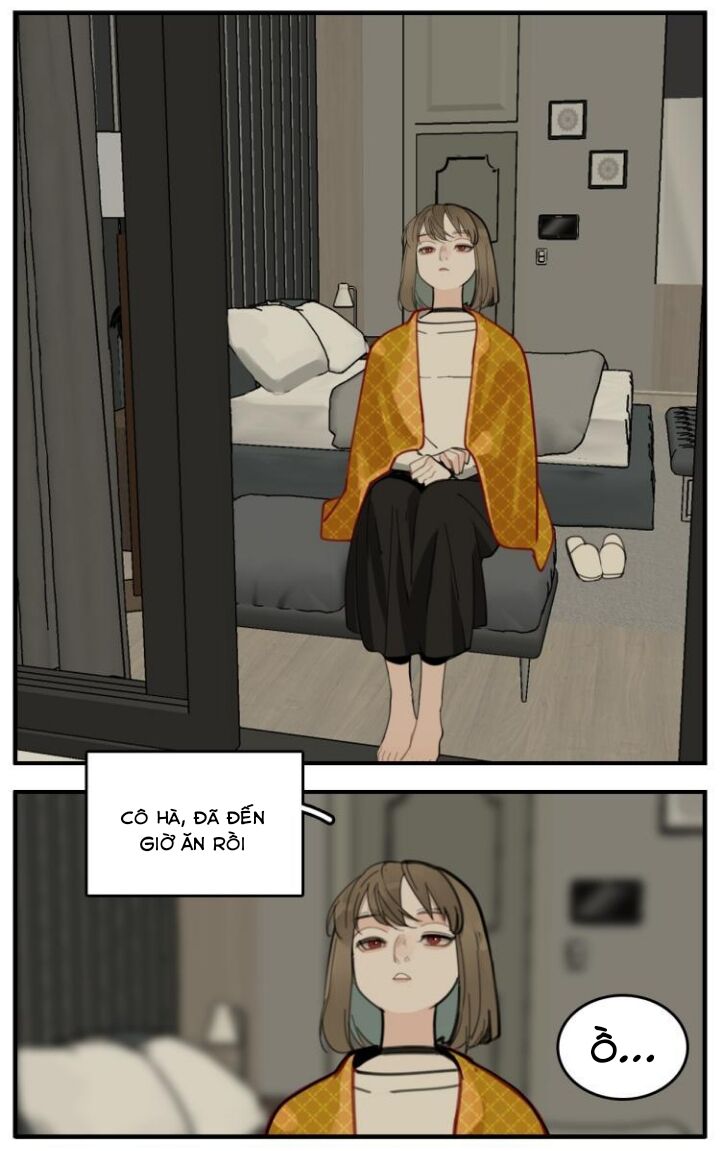 CÔ HÀ, ĐÃ ĐẾN
GIỜ ĂN RỒI
Ồ...